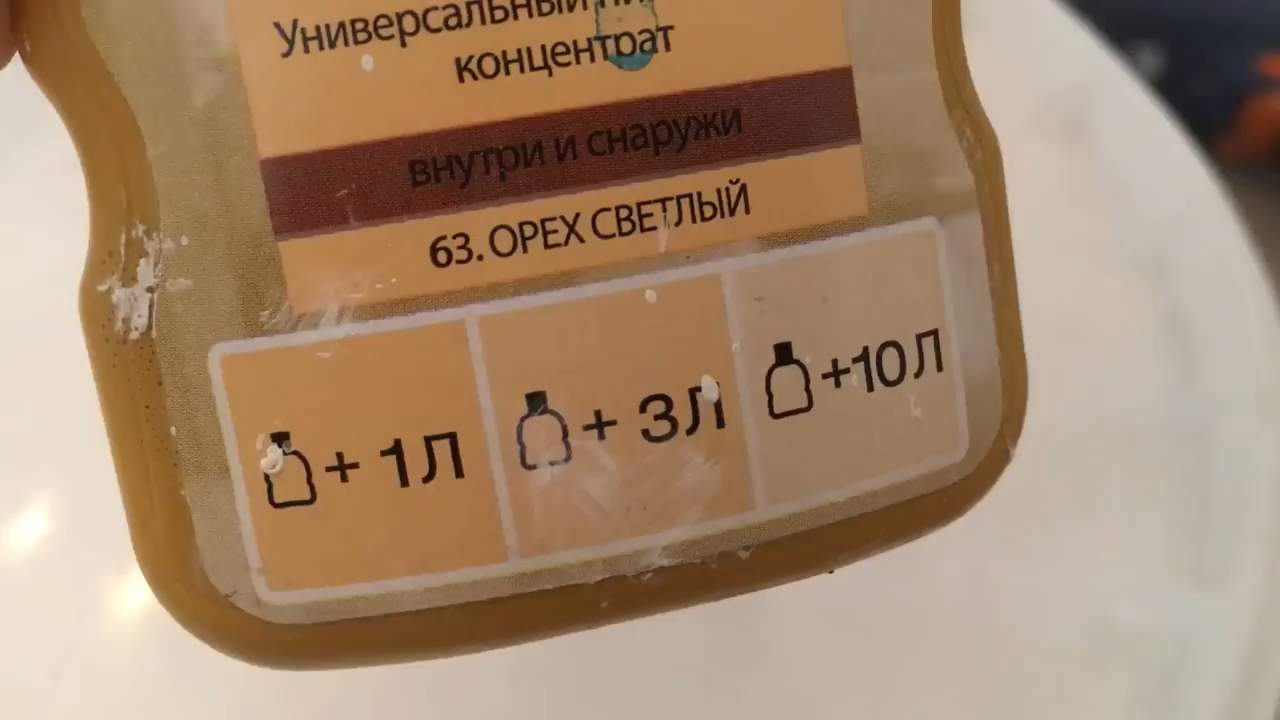 Универсальный
концентрат
внутри и снаружи
63. ОРЕХ СВЕТЛЫЙ
+ 1Л
+ 3Л
+10Л